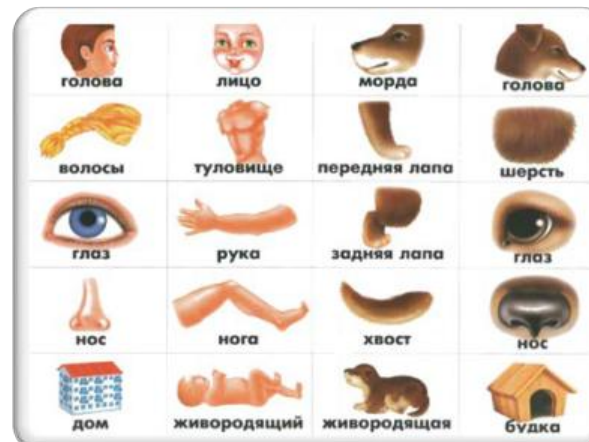 голова лицо морда голова
волосы туловище передняя лапа шерсть
глаз рука задняя лапа глаз
нос нога хвост нос
дом живородящий живородящая будка